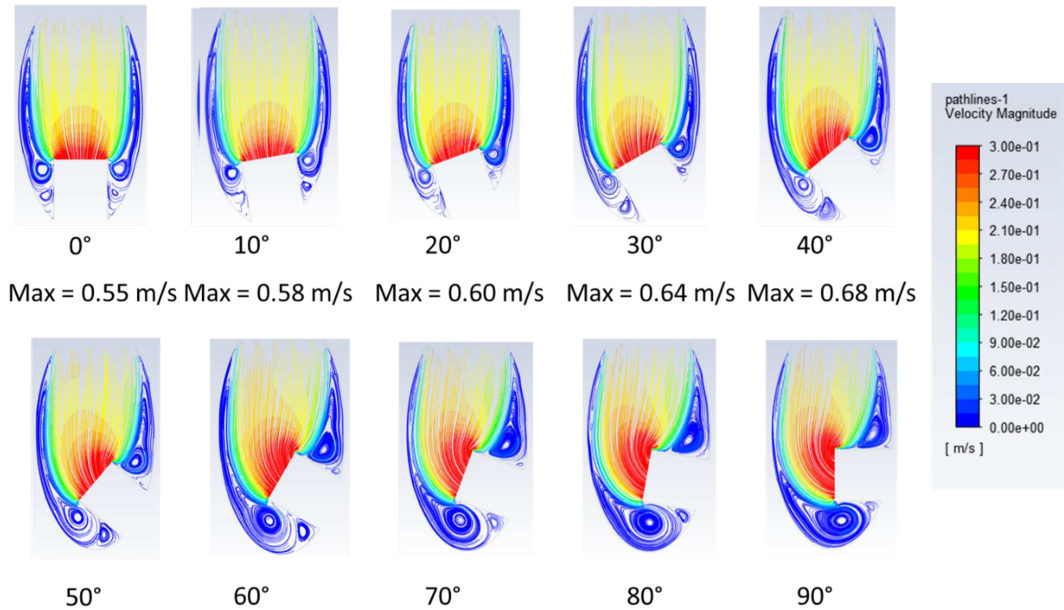 0° 10° 20° 30° 40°
Max = 0.55 m/s Max = 0.58 m/s Max = 0.60 m/s Max = 0.64 m/s Max = 0.68 m/s
50° 60° 70° 80° 90°
pathlines-1
Velocity Magnitude
3.00e-01
2.70e-01
2.40e-01
2.10e-01
1.80e-01
1.50e-01
1.20e-01
9.00e-02
6.00e-02
3.00e-02
0.00e+00
[ m/s ]